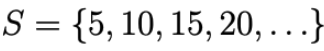 S = {5, 10, 15, 20, . . .}